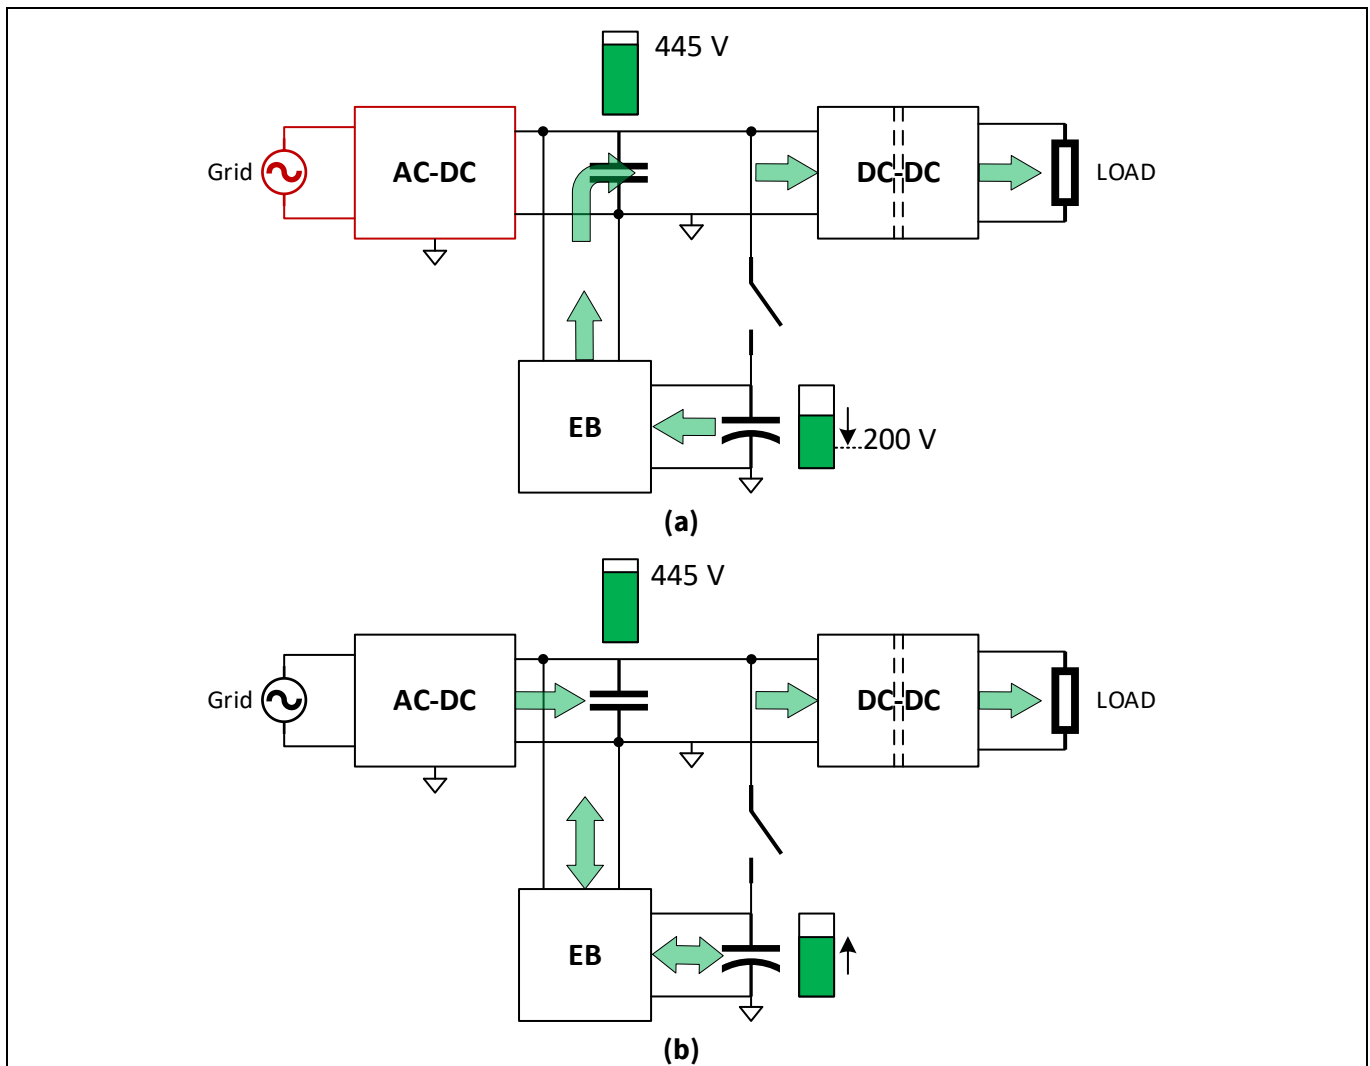 445 V
Grid
AC-DC
DC-DC
LOAD
EB
200 V
(a)
445 V
Grid
AC-DC
DC-DC
LOAD
EB
(b)